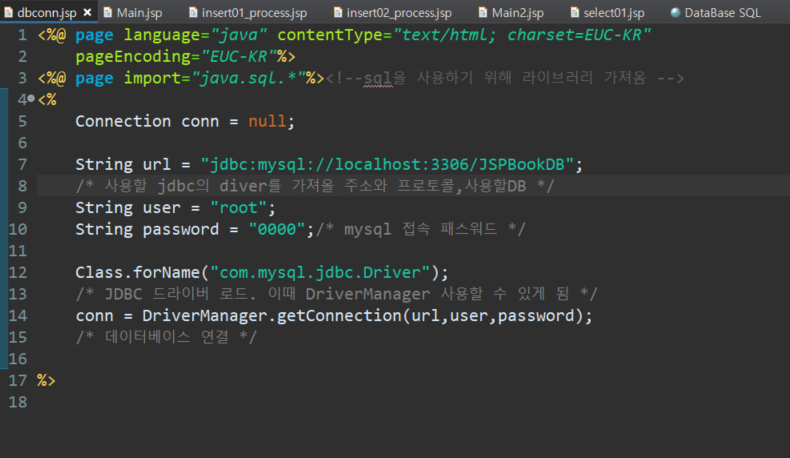 dbconn.jsp Main.jsp insert01_process.jsp insert02_process.jsp Main2.jsp select01.jsp DataBase SQL
1 <%@ page language="java" contentType="text/html; charset=EUC-KR"
2 pageEncoding="EUC-KR"%>
3 <%@ page import="java.sql.*"%><!--sql을 사용하기 위해 라이브러리 가져옴 -->
4 <%
5 Connection conn = null;
6
7 String url = "jdbc:mysql://localhost:3306/JSPBookDB";
8 /* 사용할 jdbc의 diver를 가져올 주소와 프로토콜,사용할DB */
9 String user = "root";
10 String password = "0000";/* mysql 접속 패스워드 */
11
12 Class.forName("com.mysql.jdbc.Driver");
13 /* JDBC 드라이버 로드. 이때 DriverManager 사용할 수 있게 됨 */
14 conn = DriverManager.getConnection(url,user,password);
15 /* 데이터베이스 연결 */
16
17 %>
18